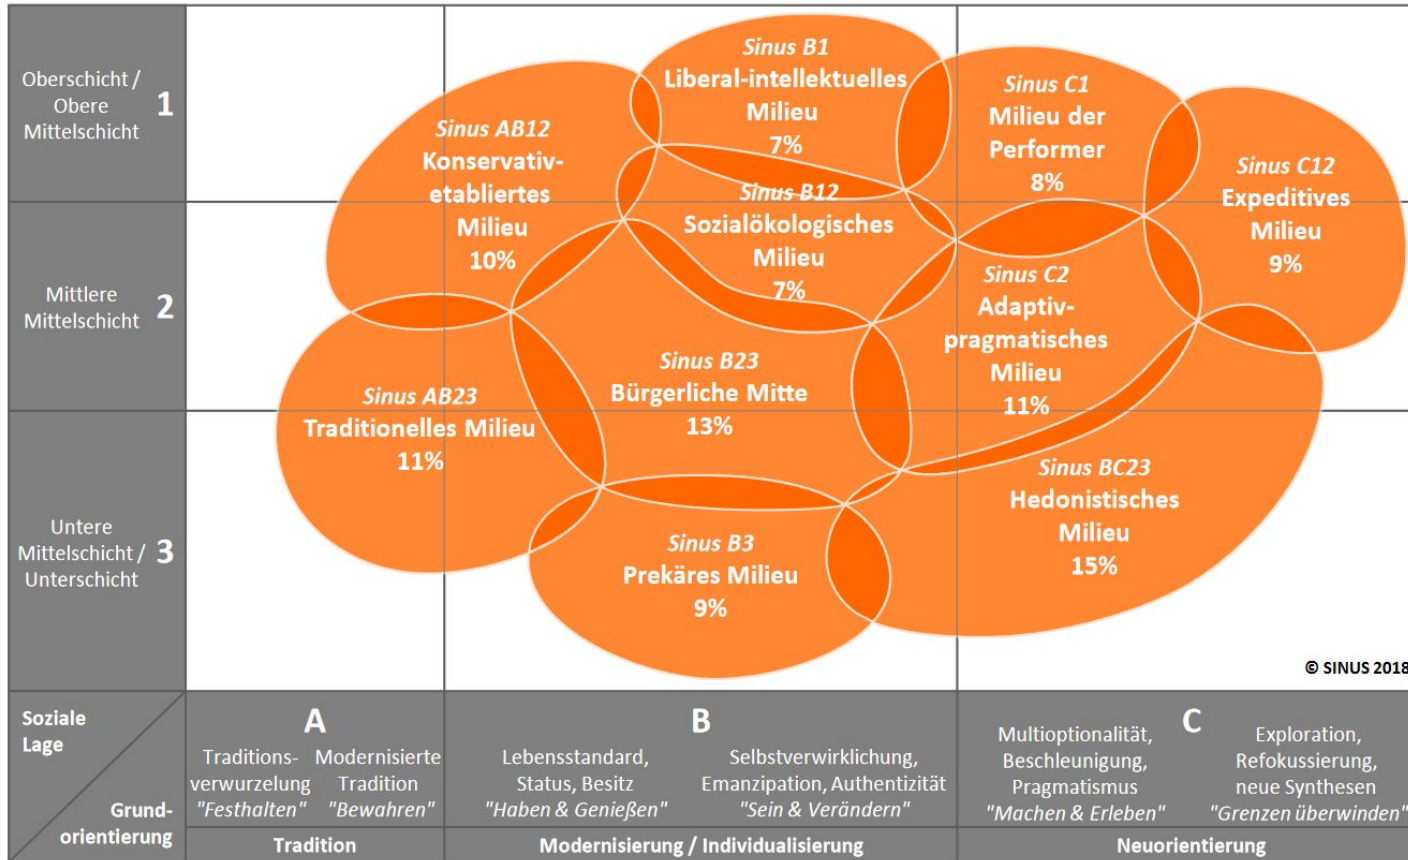 Oberschicht /
Obere
Mittelschicht
1
Mittlere
Mittelschicht
2
Untere
Mittelschicht /
Unterschicht
3
Sinus B1
Liberal-intellektuelles
Milieu
7%
Sinus C1
Milieu der
Performer
8%
Sinus AB12
Konservativ-
etabliertes
Milieu
10%
Sinus C12
Expeditives
Milieu
9%
Sinus B12
Sozialökologisches
Milieu
7%
Sinus C2
Adaptiv-
pragmatisches
Milieu
11%
Sinus B23
Bürgerliche Mitte
13%
Sinus AB23
Traditionelles Milieu
11%
Sinus BC23
Hedonistisches
Milieu
15%
Sinus B3
Prekäres Milieu
9%
© SINUS 2018
Soziale
Lage
Grund-
orientierung
A
Traditions-
verwurzelung
"Festhalten"
Modernisierte
Tradition
"Bewahren"
B
Lebensstandard,
Status, Besitz
"Haben & Genießen"
Selbstverwirklichung,
Emanzipation, Authentizität
"Sein & Verändern"
C
Multioptionalität,
Beschleunigung,
Pragmatismus
"Machen & Erleben"
Exploration,
Refokussierung,
neue Synthesen
"Grenzen überwinden"
Tradition
Modernisierung / Individualisierung
Neuorientierung